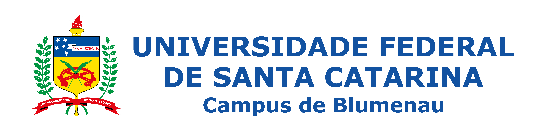 UNIVERSIDADE FEDERAL
DE SANTA CATARINA
Campus de Blumenau